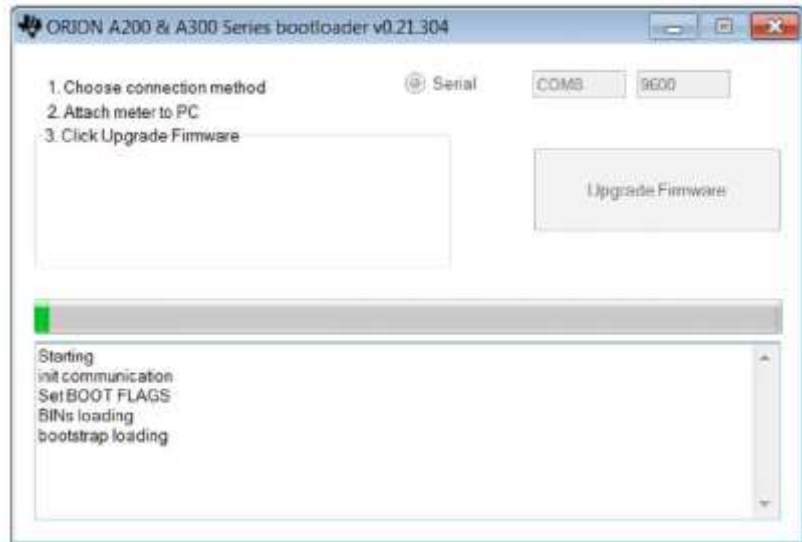 ORION A200 & A300 Series bootloader v0.21.304
1. Choose connection method
Serial
COM8
9600
2. Attach meter to PC
3. Click Upgrade Firmware
Upgrade Firmware
Starting
init communication
Set BOOT FLAGS
BINs loading
bootstrap loading